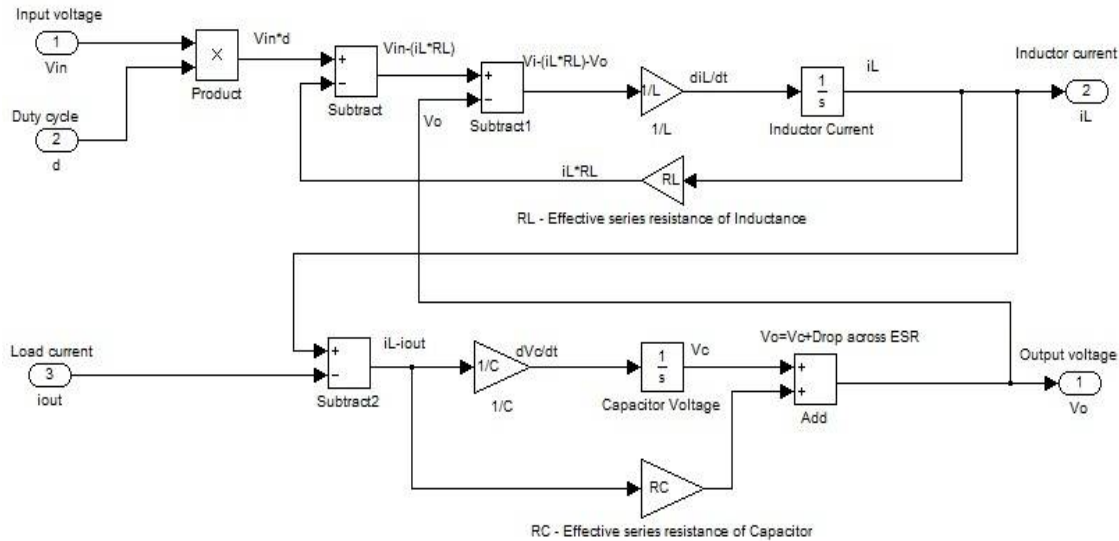 Input voltage
1
Vin
Duty cycle
2
d
×
Product
Vin*d
+
−
Subtract
Vin-(iL*RL)
Vo
+
−
Subtract1
Vi-(iL*RL)-Vo
1/L
1/L
diL/dt
1
s
Inductor Current
iL
Inductor current
2
iL
iL*RL
RL
RL - Effective series resistance of Inductance
Load current
3
iout
+
−
Subtract2
iL-iout
1/C
1/C
dVc/dt
1
s
Capacitor Voltage
Vc
Vo=Vc+Drop across ESR
+
+
Add
Output voltage
1
Vo
RC
RC - Effective series resistance of Capacitor